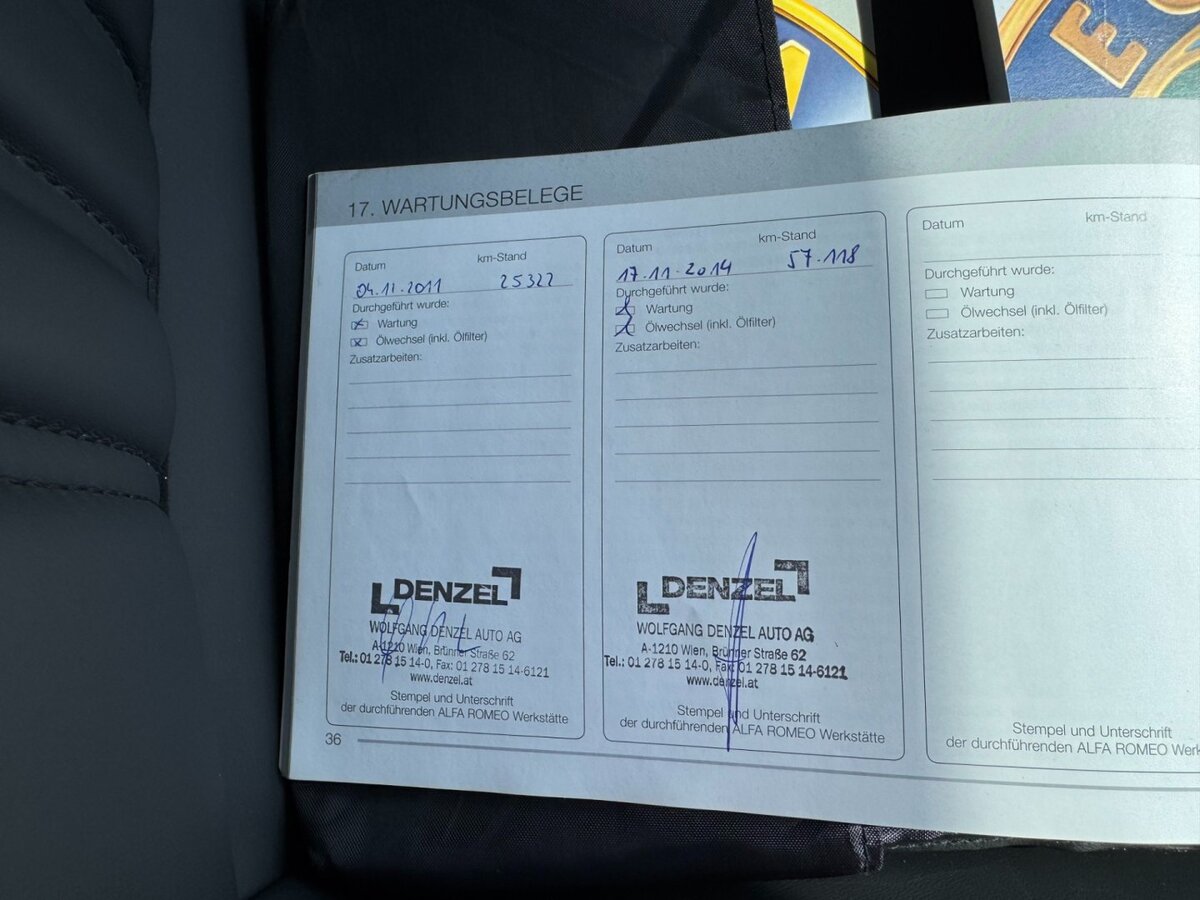 17. WARTUNGSBELEGE
Datum km-Stand
04.11.2011 25322
Durchgeführt wurde:
Wartung
Ölwechsel (inkl. Ölfilter)
Zusatzarbeiten:
DENZEL
WOLFGANG DENZEL AUTO AG
A-1210 Wien, Brünner Straße 62
Tel.: 01 278 15 14-0, Fax: 01 278 15 14-6121
www.denzel.at
Stempel und Unterschrift
der durchführenden ALFA ROMEO Werkstätte
36
Datum km-Stand
17.11.2014 57.118
Durchgeführt wurde:
Wartung
Ölwechsel (inkl. Ölfilter)
Zusatzarbeiten:
DENZEL
WOLFGANG DENZEL AUTO AG
A-1210 Wien, Brünner Straße 62
Tel.: 01 278 15 14-0, Fax: 01 278 15 14-6121
www.denzel.at
Stempel und Unterschrift
der durchführenden ALFA ROMEO Werkstätte
Datum km-Stand
Durchgeführt wurde:
Wartung
Ölwechsel (inkl. Ölfilter)
Zusatzarbeiten:
Stempel und Unterschrift
der durchführenden ALFA ROMEO Werk